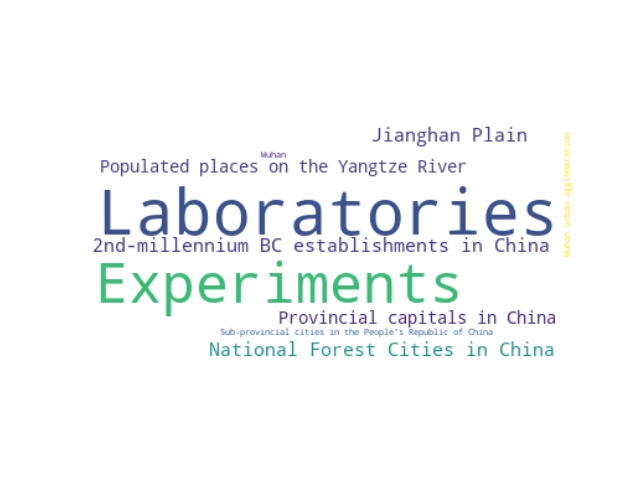 Jianghan Plain
Wuhan
Populated places on the Yangtze River
Wuhan urban agglomeration
Laboratories
2nd-millennium BC establishments in China
Experiments
Provincial capitals in China
Sub-provincial cities in the People's Republic of China
National Forest Cities in China